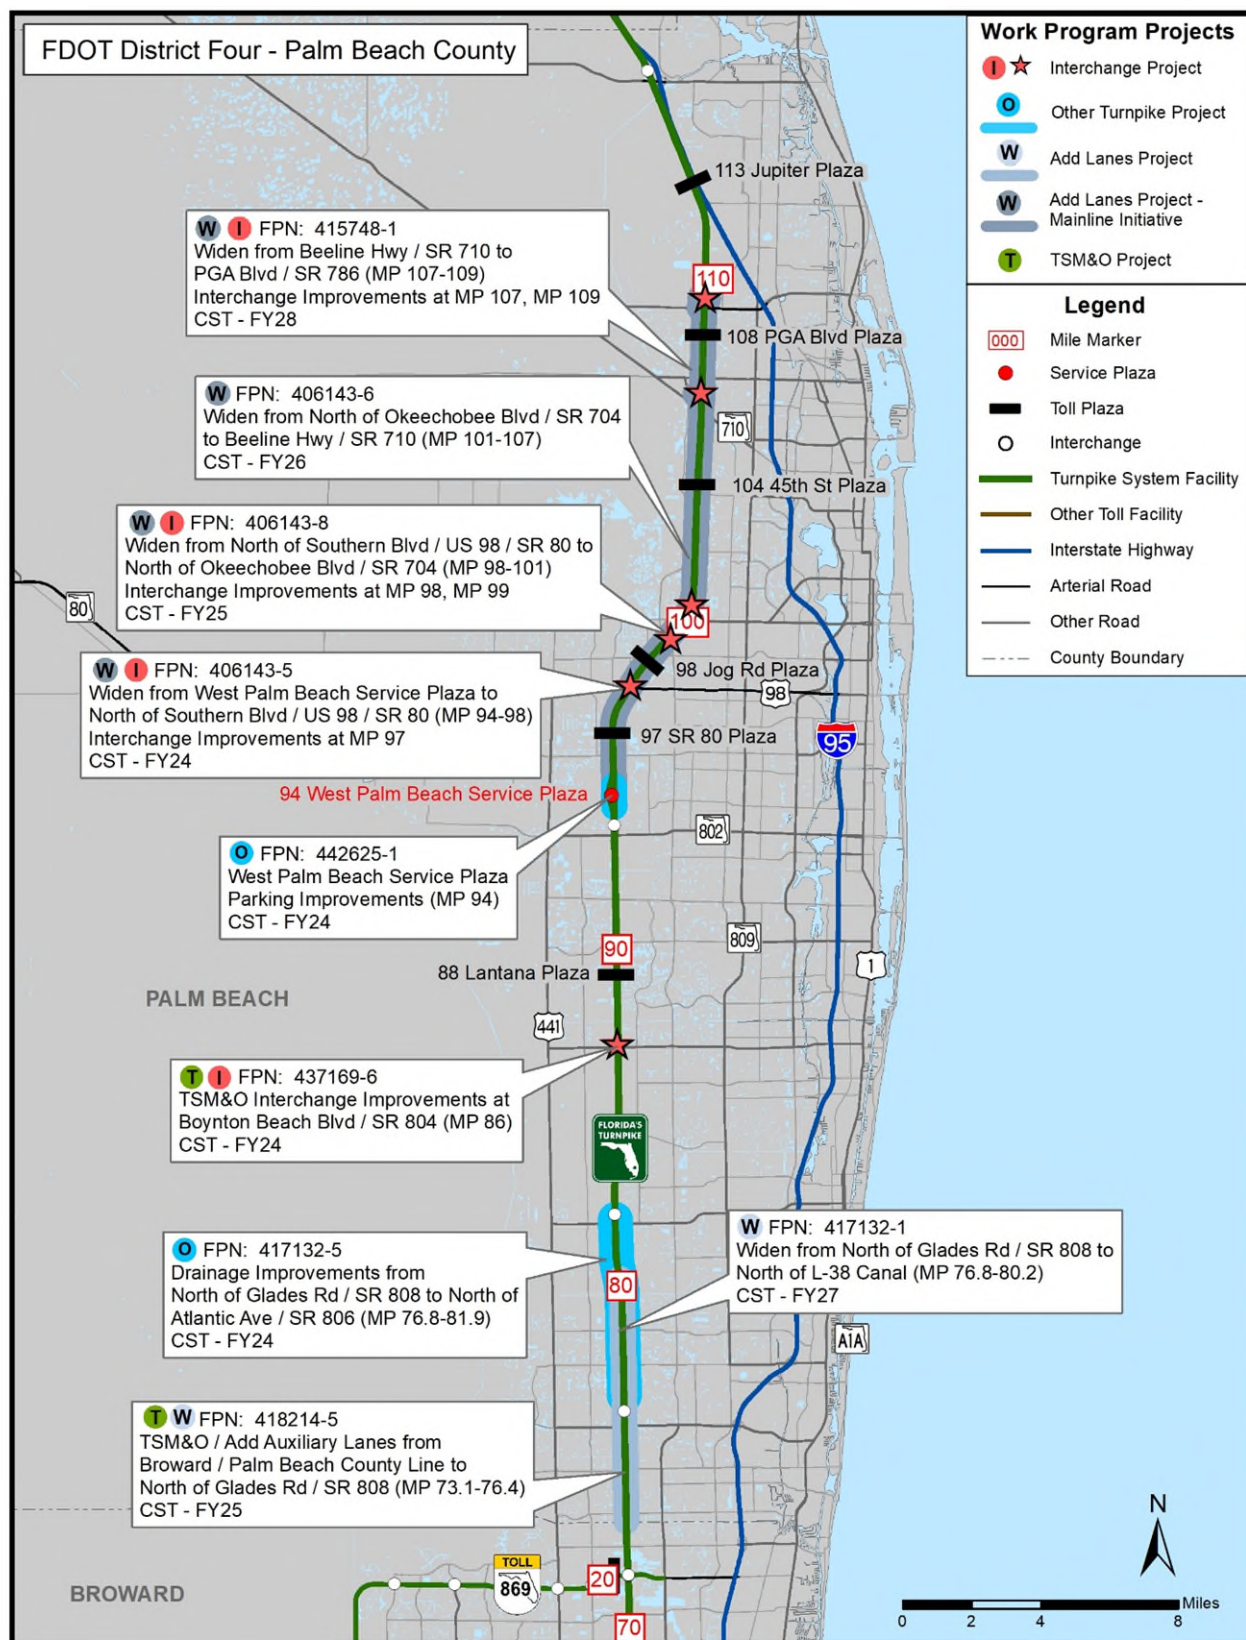 FDOT District Four - Palm Beach County
Work Program Projects
I Interchange Project
O Other Turnpike Project
W Add Lanes Project
W Add Lanes Project -
Mainline Initiative
T TSM&O Project
Legend
000 Mile Marker
Service Plaza
Toll Plaza
Interchange
Turnpike System Facility
Other Toll Facility
Interstate Highway
Arterial Road
Other Road
County Boundary
113 Jupiter Plaza
W I FPN: 415748-1
Widen from Beeline Hwy / SR 710 to
PGA Blvd / SR 786 (MP 107-109)
Interchange Improvements at MP 107, MP 109
CST - FY28
110
108 PGA Blvd Plaza
W FPN: 406143-6
Widen from North of Okeechobee Blvd / SR 704
to Beeline Hwy / SR 710 (MP 101-107)
CST - FY26
710
104 45th St Plaza
W I FPN: 406143-8
Widen from North of Southern Blvd / US 98 / SR 80 to
North of Okeechobee Blvd / SR 704 (MP 98-101)
Interchange Improvements at MP 98, MP 99
CST - FY25
80
100
98 Jog Rd Plaza
98
W I FPN: 406143-5
Widen from West Palm Beach Service Plaza to
North of Southern Blvd / US 98 / SR 80 (MP 94-98)
Interchange Improvements at MP 97
CST - FY24
97 SR 80 Plaza
95
94 West Palm Beach Service Plaza
802
O FPN: 442625-1
West Palm Beach Service Plaza
Parking Improvements (MP 94)
CST - FY24
90
809
1
88 Lantana Plaza
PALM BEACH
441
T I FPN: 437169-6
TSM&O Interchange Improvements at
Boynton Beach Blvd / SR 804 (MP 86)
CST - FY24
FLORIDA'S
TURNPIKE
O FPN: 417132-5
Drainage Improvements from
North of Glades Rd / SR 808 to North of
Atlantic Ave / SR 806 (MP 76.8-81.9)
CST - FY24
80
W FPN: 417132-1
Widen from North of Glades Rd / SR 808 to
North of L-38 Canal (MP 76.8-80.2)
CST - FY27
A1A
T W FPN: 418214-5
TSM&O / Add Auxiliary Lanes from
Broward / Palm Beach County Line to
North of Glades Rd / SR 808 (MP 73.1-76.4)
CST - FY25
N
TOLL
869
20
BROWARD
70
Miles
0 2 4 8